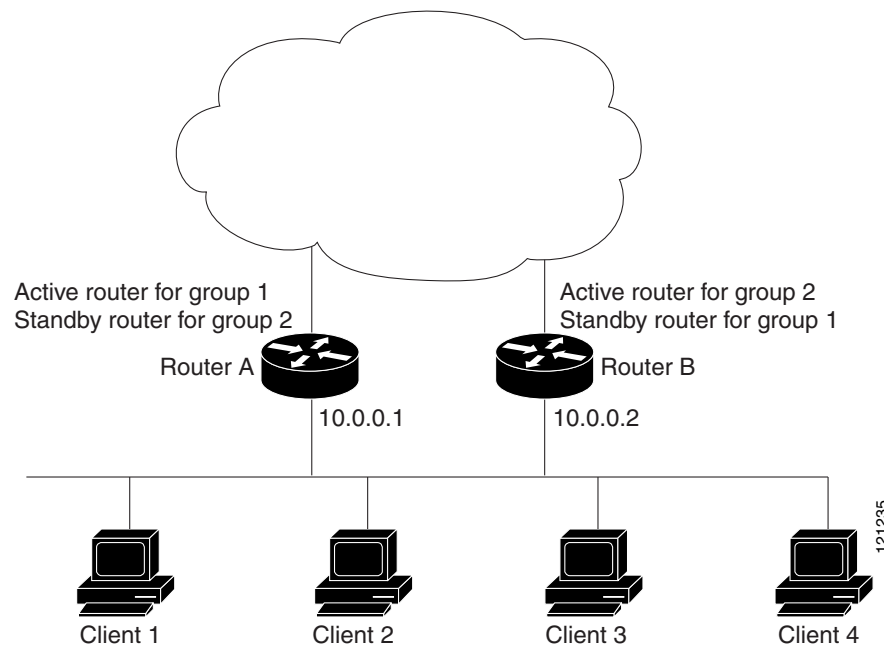 Active router for group 1
Standby router for group 2
Active router for group 2
Standby router for group 1
Router A
Router B
10.0.0.1
10.0.0.2
121235
Client 1
Client 2
Client 3
Client 4